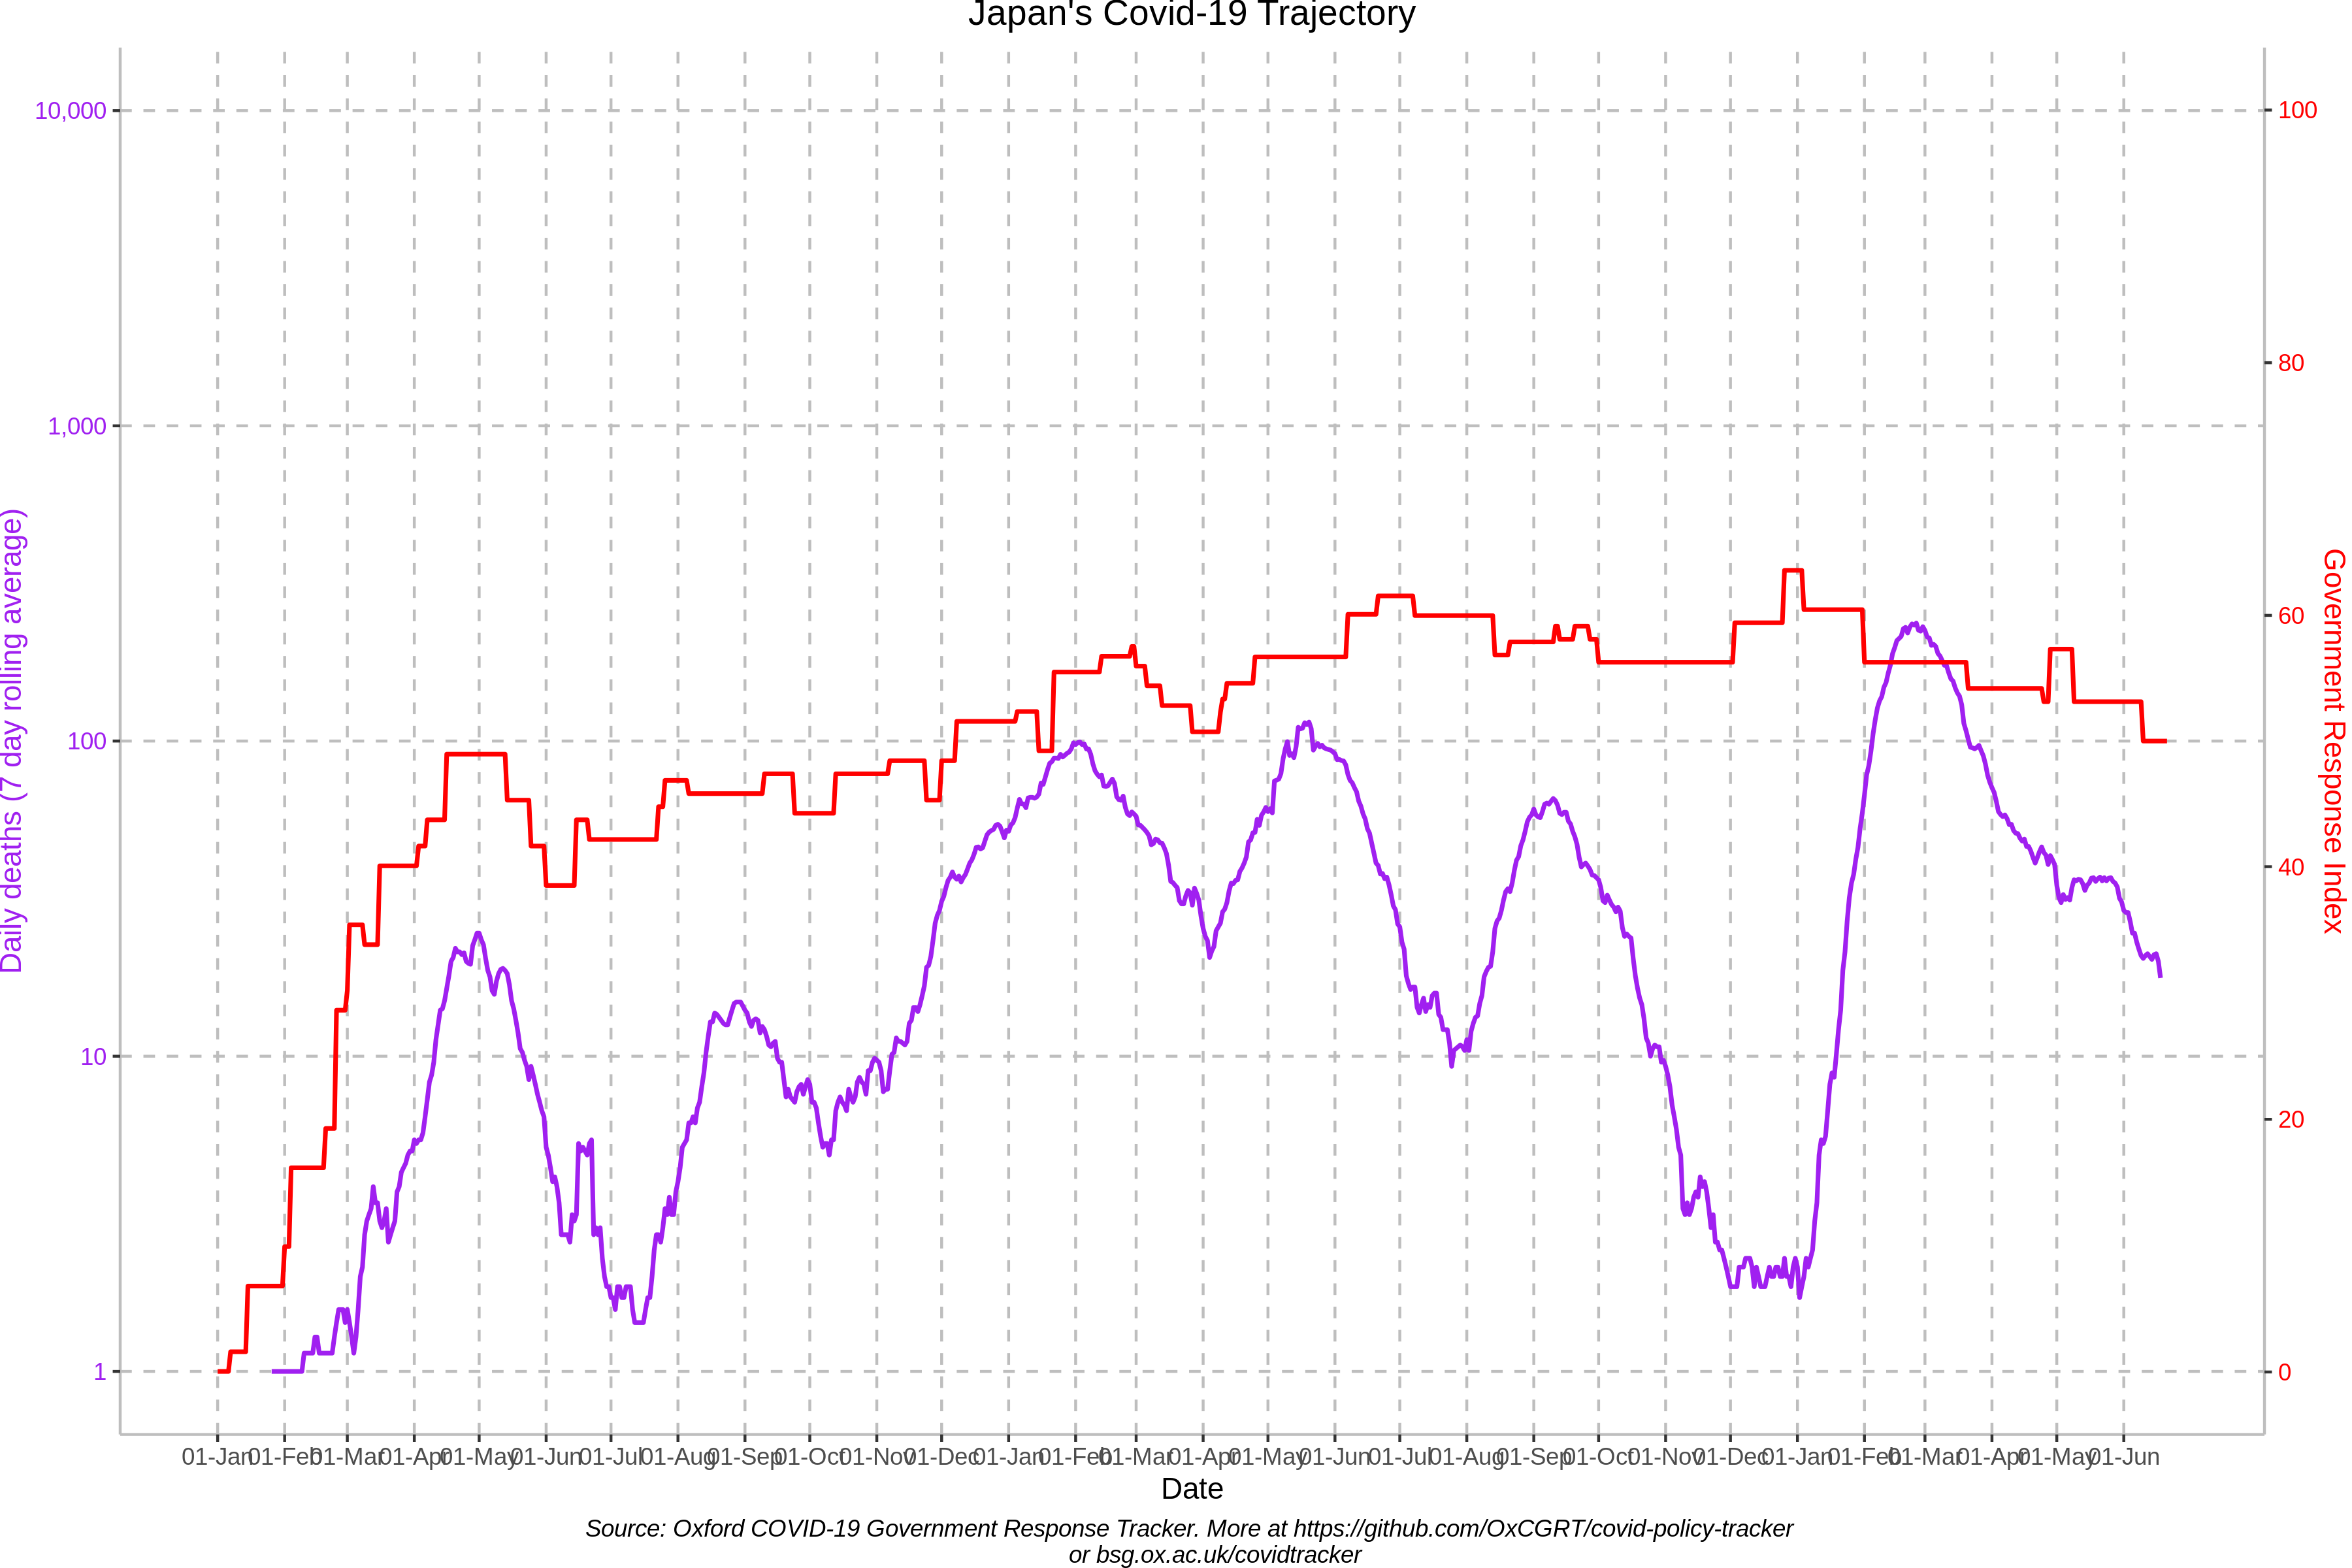 Japan's Covid-19 Trajectory
10,000
1,000
100
10
1
Daily deaths (7 day rolling average)
100
80
60
40
20
0
Government Response Index
01-Jan 01-Feb 01-Mar 01-Apr 01-May 01-Jun 01-Jul 01-Aug 01-Sep 01-Oct 01-Nov 01-Dec 01-Jan 01-Feb 01-Mar 01-Apr 01-May 01-Jun 01-Jul 01-Aug 01-Sep 01-Oct 01-Nov 01-Dec 01-Jan 01-Feb 01-Mar 01-Apr 01-May 01-Jun
Date
Source: Oxford COVID-19 Government Response Tracker. More at https://github.com/OxCGRT/covid-policy-tracker
or bsg.ox.ac.uk/covidtracker